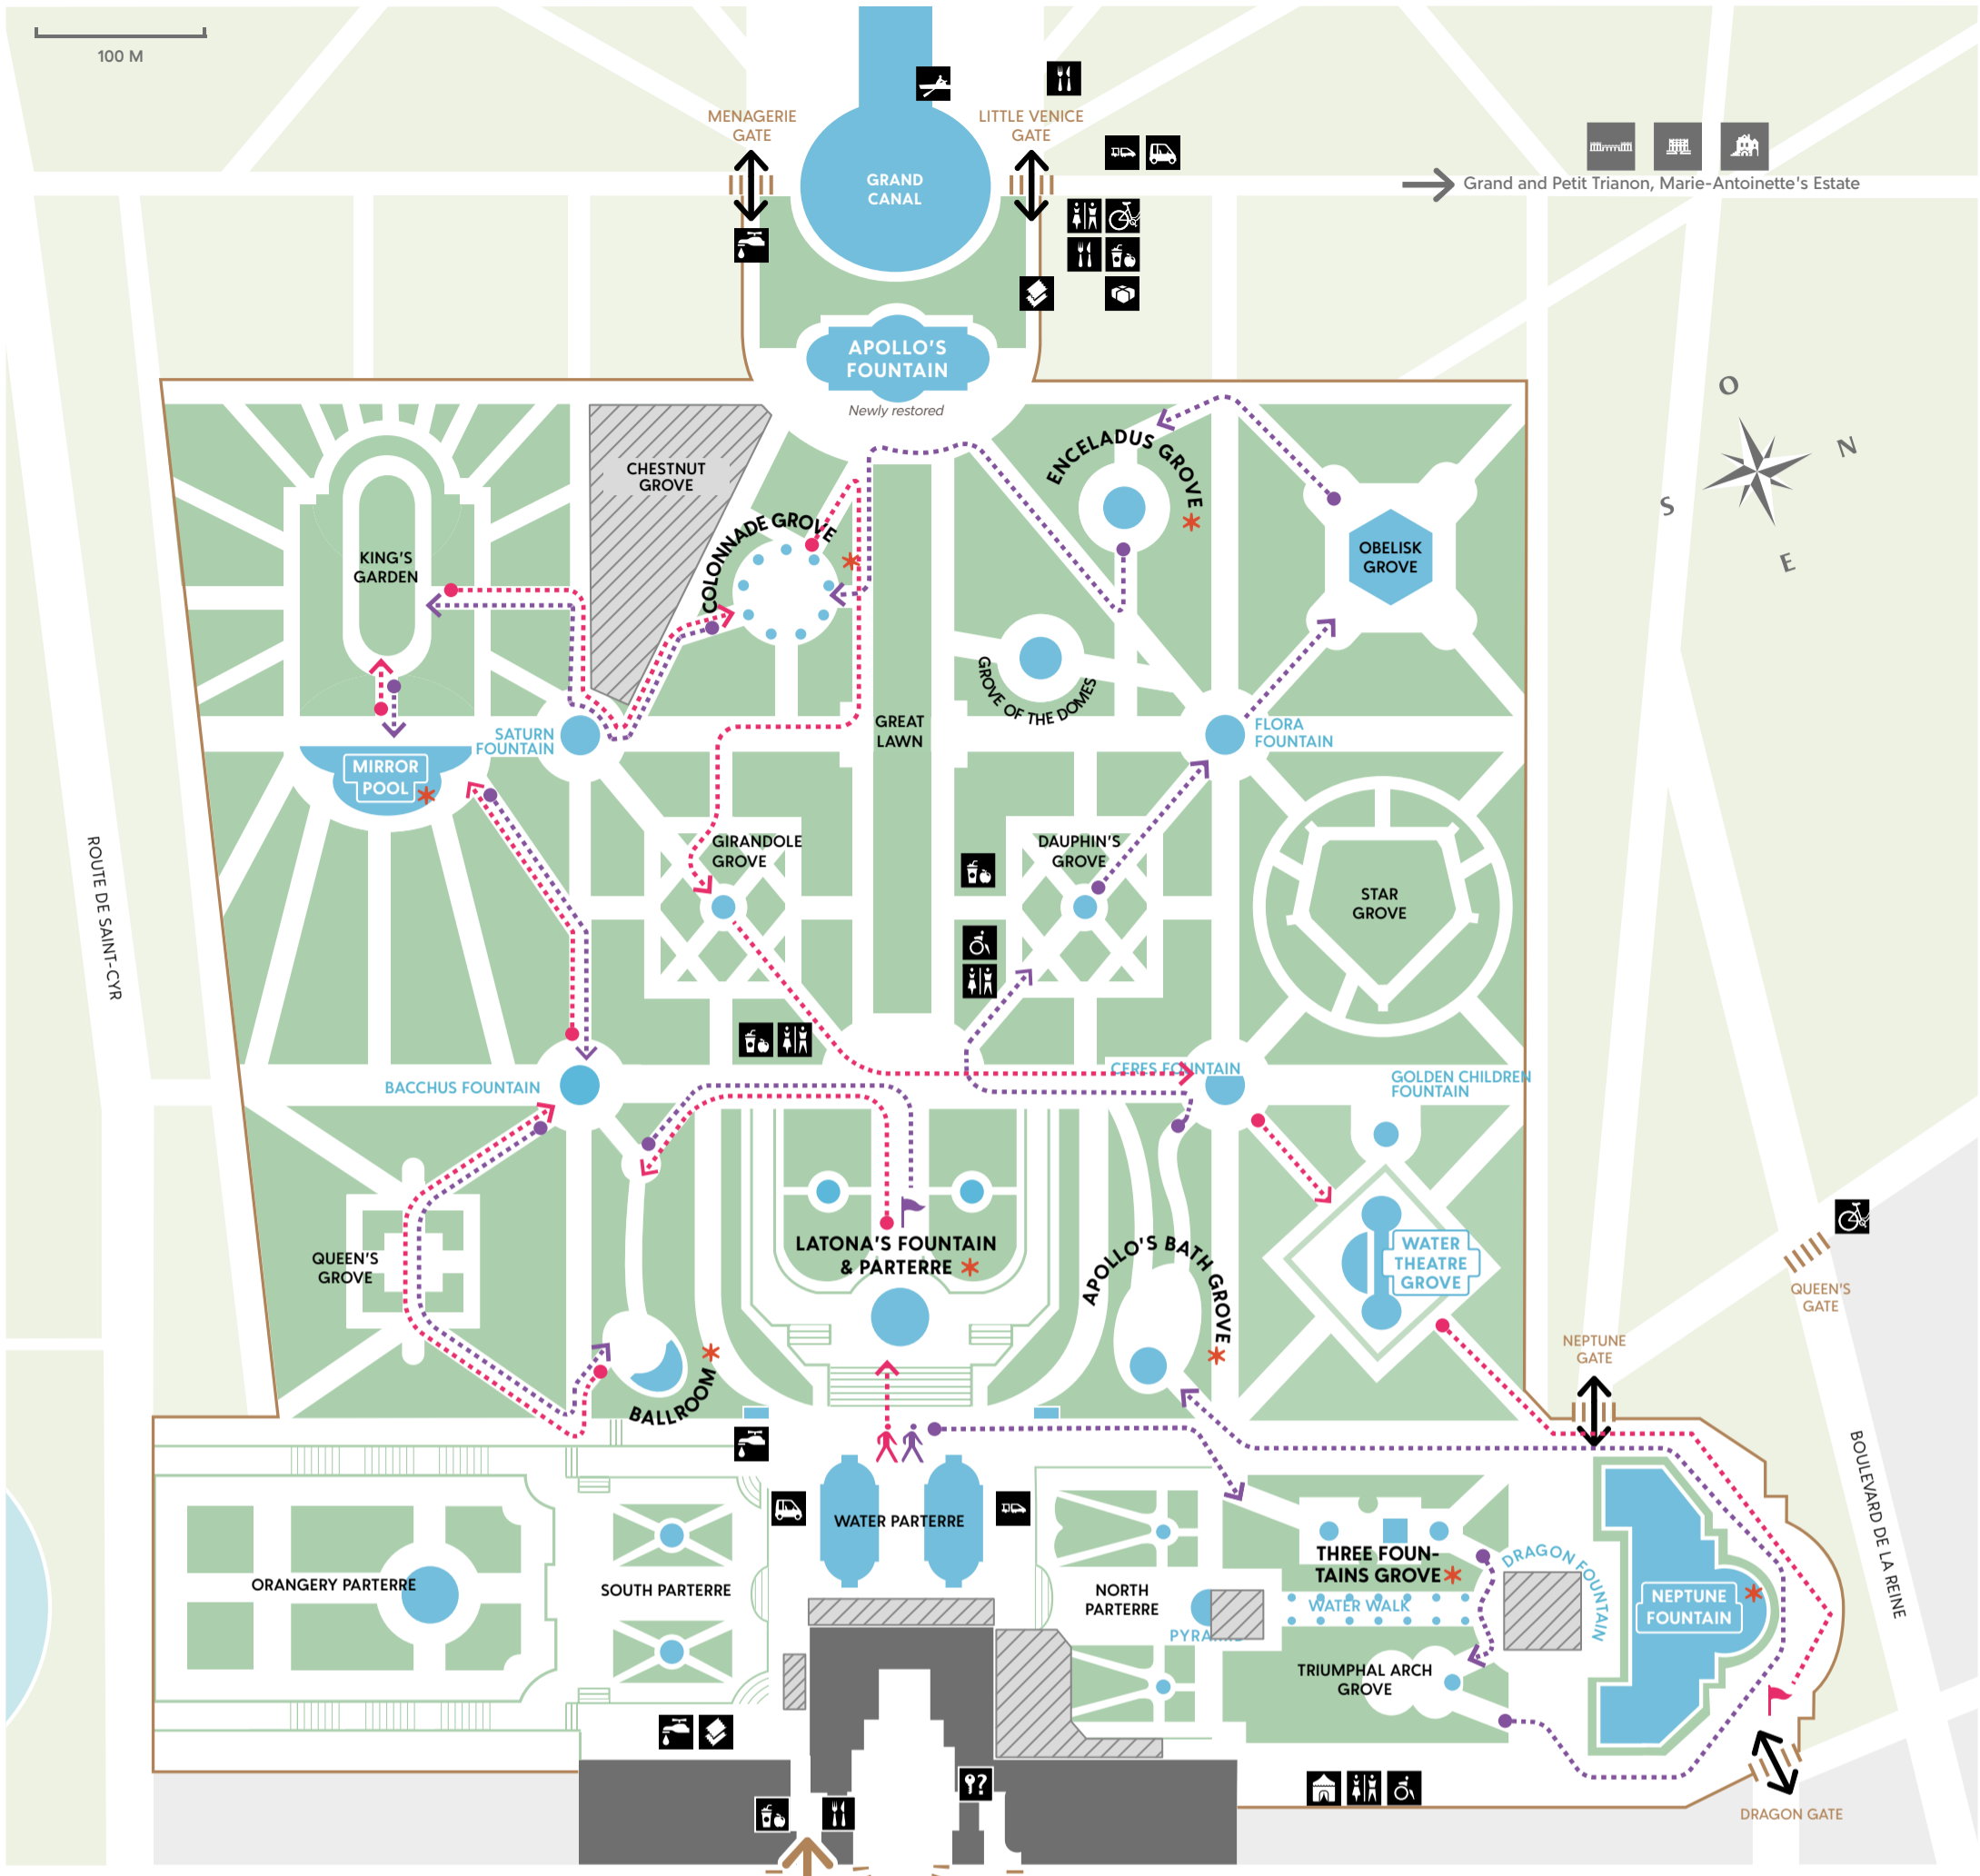 100 M
MENAGERIE
GATE
LITTLE VENICE
GATE
GRAND
CANAL
Grand and Petit Trianon, Marie-Antoinette's Estate
APOLLO'S
FOUNTAIN
Newly restored
O
N
S
E
CHESTNUT
GROVE
ENCELADUS GROVE
COLONNADE GROVE
KING'S
GARDEN
OBELISK
GROVE
GROVE OF THE DOMES
SATURN
FOUNTAIN
GREAT
LAWN
FLORA
FOUNTAIN
MIRROR
POOL
GIRANDOLE
GROVE
DAUPHIN'S
GROVE
STAR
GROVE
ROUTE DE SAINT-CYR
BACCHUS FOUNTAIN
CERES FOUNTAIN
GOLDEN CHILDREN
FOUNTAIN
QUEEN'S
GROVE
LATONA'S FOUNTAIN
& PARTERRE
APOLLO'S BATH GROVE
WATER
THEATRE
GROVE
QUEEN'S
GATE
NEPTUNE
GATE
BALLROOM
BOULEVARD DE LA REINE
WATER PARTERRE
ORANGERY PARTERRE
SOUTH PARTERRE
NORTH
PARTERRE
THREE FOUN-
TAINS GROVE
WATER WALK
DRAGON FOUNTAIN
NEPTUNE
FOUNTAIN
TRIUMPHAL ARCH
GROVE
DRAGON GATE
?